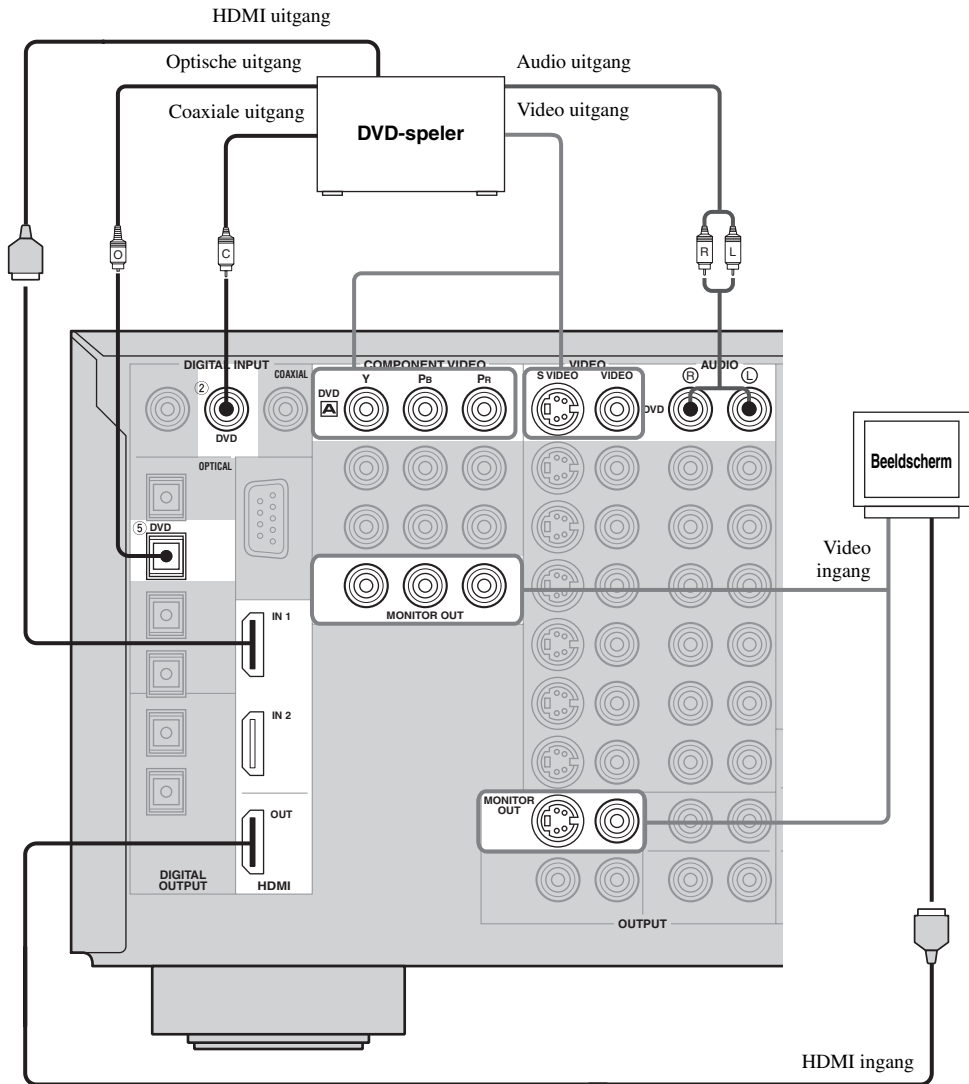 HDMI uitgang
Optische uitgang
Audio uitgang
Coaxiale uitgang
Video uitgang
DVD-speler
O
C
R
L
DIGITAL INPUT
COAXIAL
COMPONENT VIDEO
VIDEO
AUDIO
②
DVD
Y
PB
PR
DVD
A
S VIDEO
VIDEO
R
L
DVD
OPTICAL
⑤ DVD
Beeldscherm
Video
ingang
MONITOR OUT
IN 1
IN 2
OUT
MONITOR
OUT
DIGITAL
OUTPUT
HDMI
OUTPUT
HDMI ingang